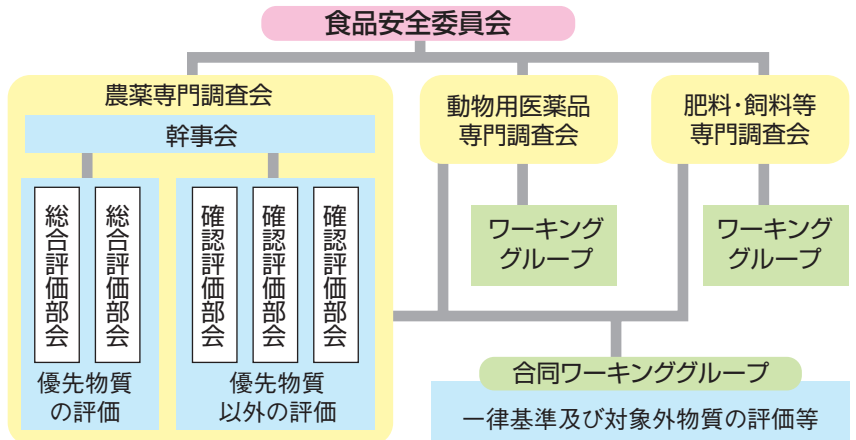 食品安全委員会
農薬専門調査会
幹事会
総合評価部会
総合評価部会
優先物質
の評価
確認評価部会
確認評価部会
確認評価部会
優先物質
以外の評価
動物用医薬品
専門調査会
ワーキング
グループ
肥料・飼料等
専門調査会
ワーキング
グループ
合同ワーキンググループ
一律基準及び対象外物質の評価等